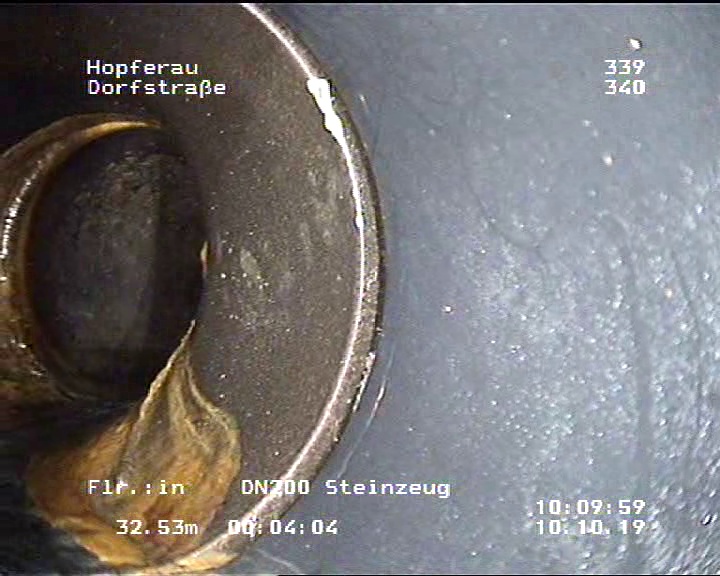 Hopferau 339
Dorfstraße 340
Flr.:in DN200 Steinzeug
10:09:59
32.53m 00:04:04 10.10.19